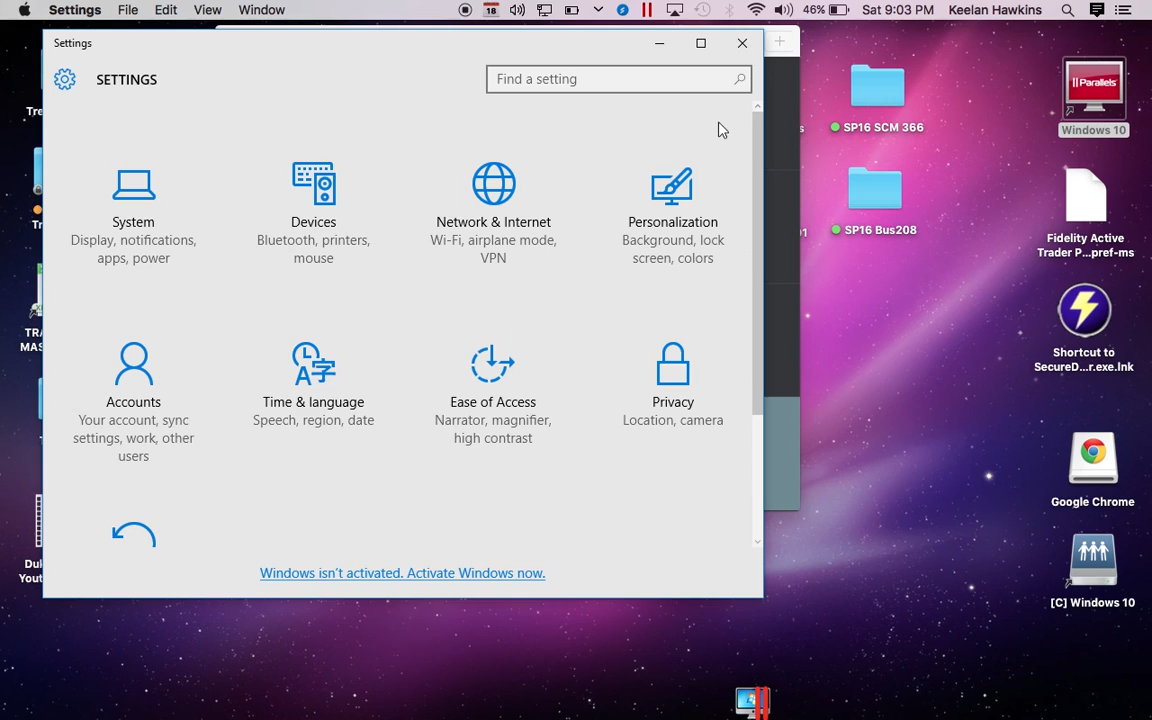 Settings File Edit View Window 18 46% Sat 9:03 PM Keelan Hawkins
Settings
SETTINGS
Find a setting
System
Display, notifications,
apps, power
Devices
Bluetooth, printers,
mouse
Network & Internet
Wi-Fi, airplane mode,
VPN
Personalization
Background, lock
screen, colors
Accounts
Your account, sync
settings, work, other
users
Time & language
Speech, region, date
Ease of Access
Narrator, magnifier,
high contrast
Privacy
Location, camera
Windows isn't activated. Activate Windows now.
SP16 SCM 366
SP16 Bus208
Parallels
Windows 10
Fidelity Active
Trader P...pref-ms
Shortcut to
SecureD...r.exe.lnk
Google Chrome
[C] Windows 10